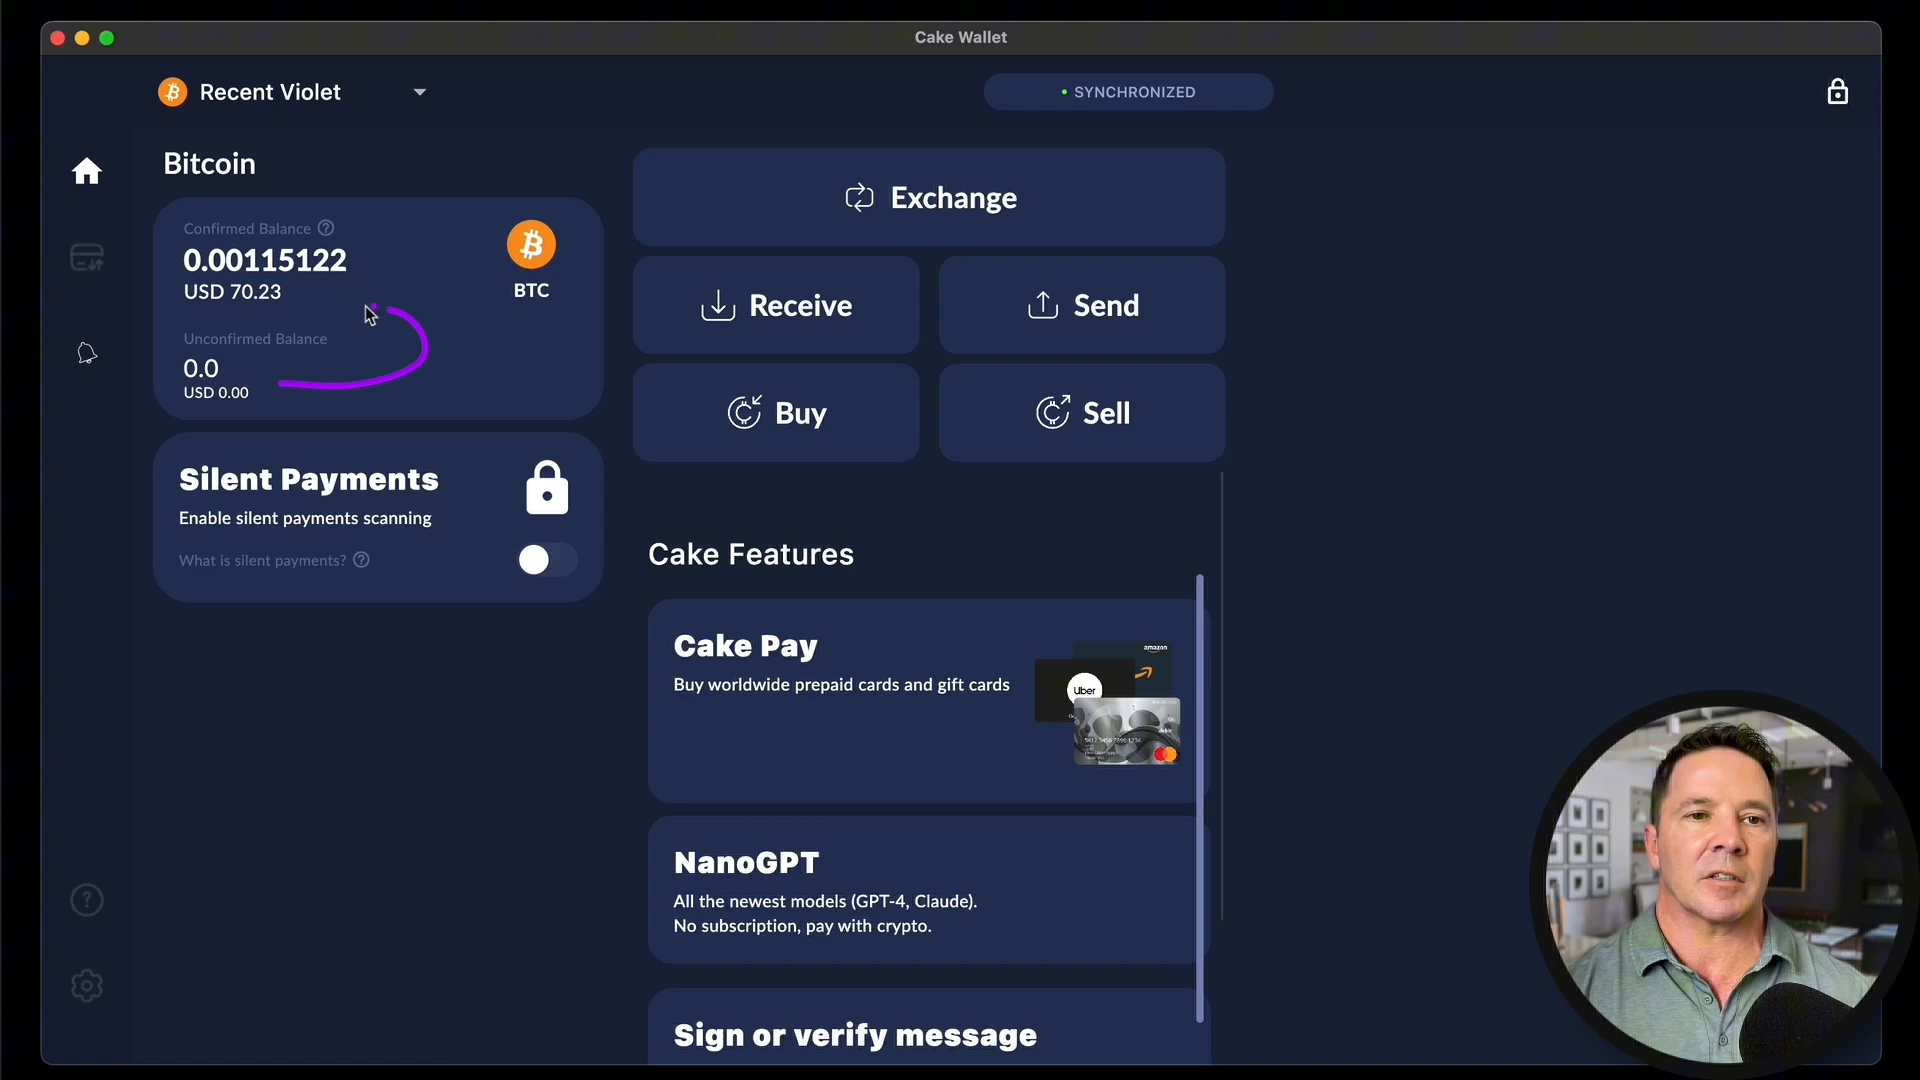 Cake Wallet
Recent Violet
SYNCHRONIZED
Bitcoin
Confirmed Balance
0.00115122
USD 70.23
BTC
Unconfirmed Balance
0.0
USD 0.00
Silent Payments
Enable silent payments scanning
What is silent payments?
Exchange
Receive
Send
Buy
Sell
Cake Features
Cake Pay
Buy worldwide prepaid cards and gift cards
amazon
Uber
debit
NanoGPT
All the newest models (GPT-4, Claude).
No subscription, pay with crypto.
Sign or verify message